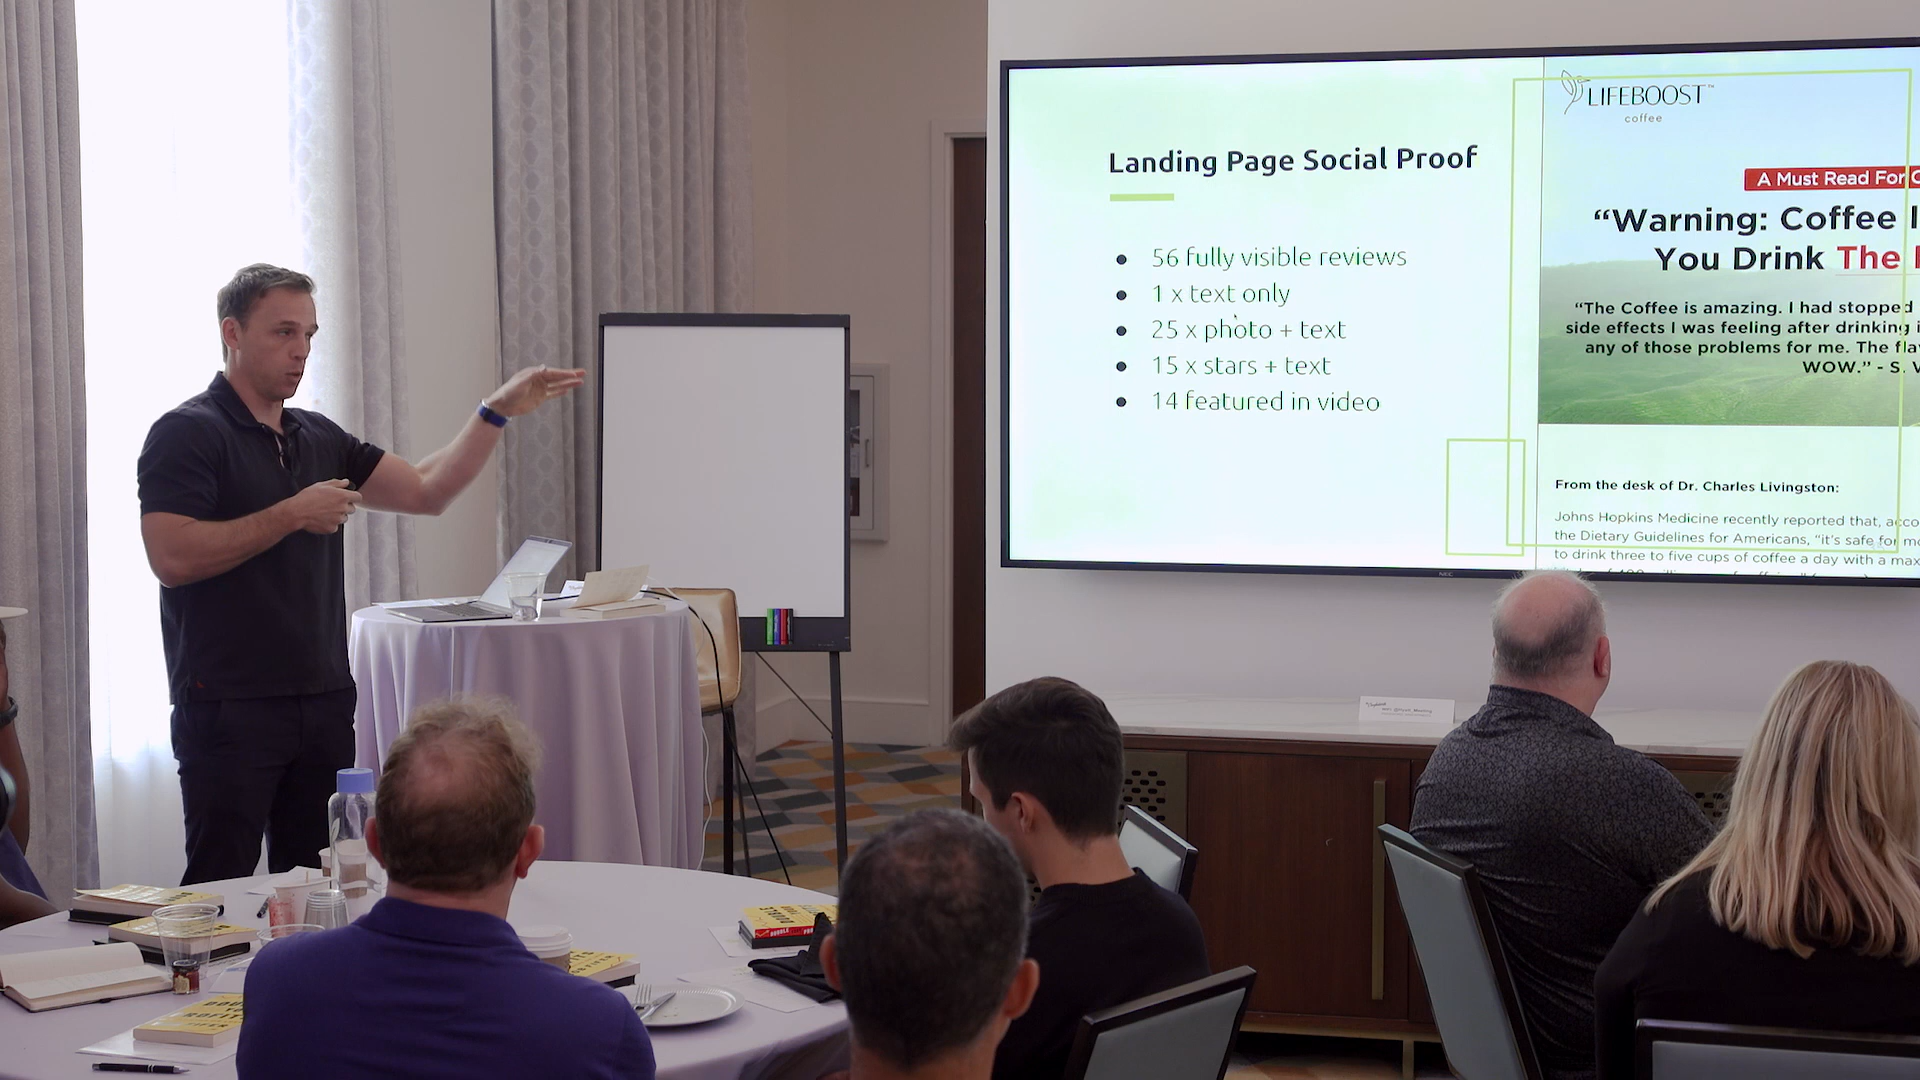 Landing Page Social Proof
56 fully visible reviews
1 x text only
25 x photo + text
15 x stars + text
14 featured in video
LIFEBOOST™
coffee
A Must Read For
“Warning: Coffee
You Drink The
“The Coffee is amazing. I had stopped
side effects I was feeling after drinking
any of those problems for me. The
WOW.” - S.
From the desk of Dr. Charles Livingston:
Johns Hopkins Medicine recently reported that,
the Dietary Guidelines for Americans, “it’s safe for
to drink three to five cups of coffee a day with a
NEC
DOUBLE